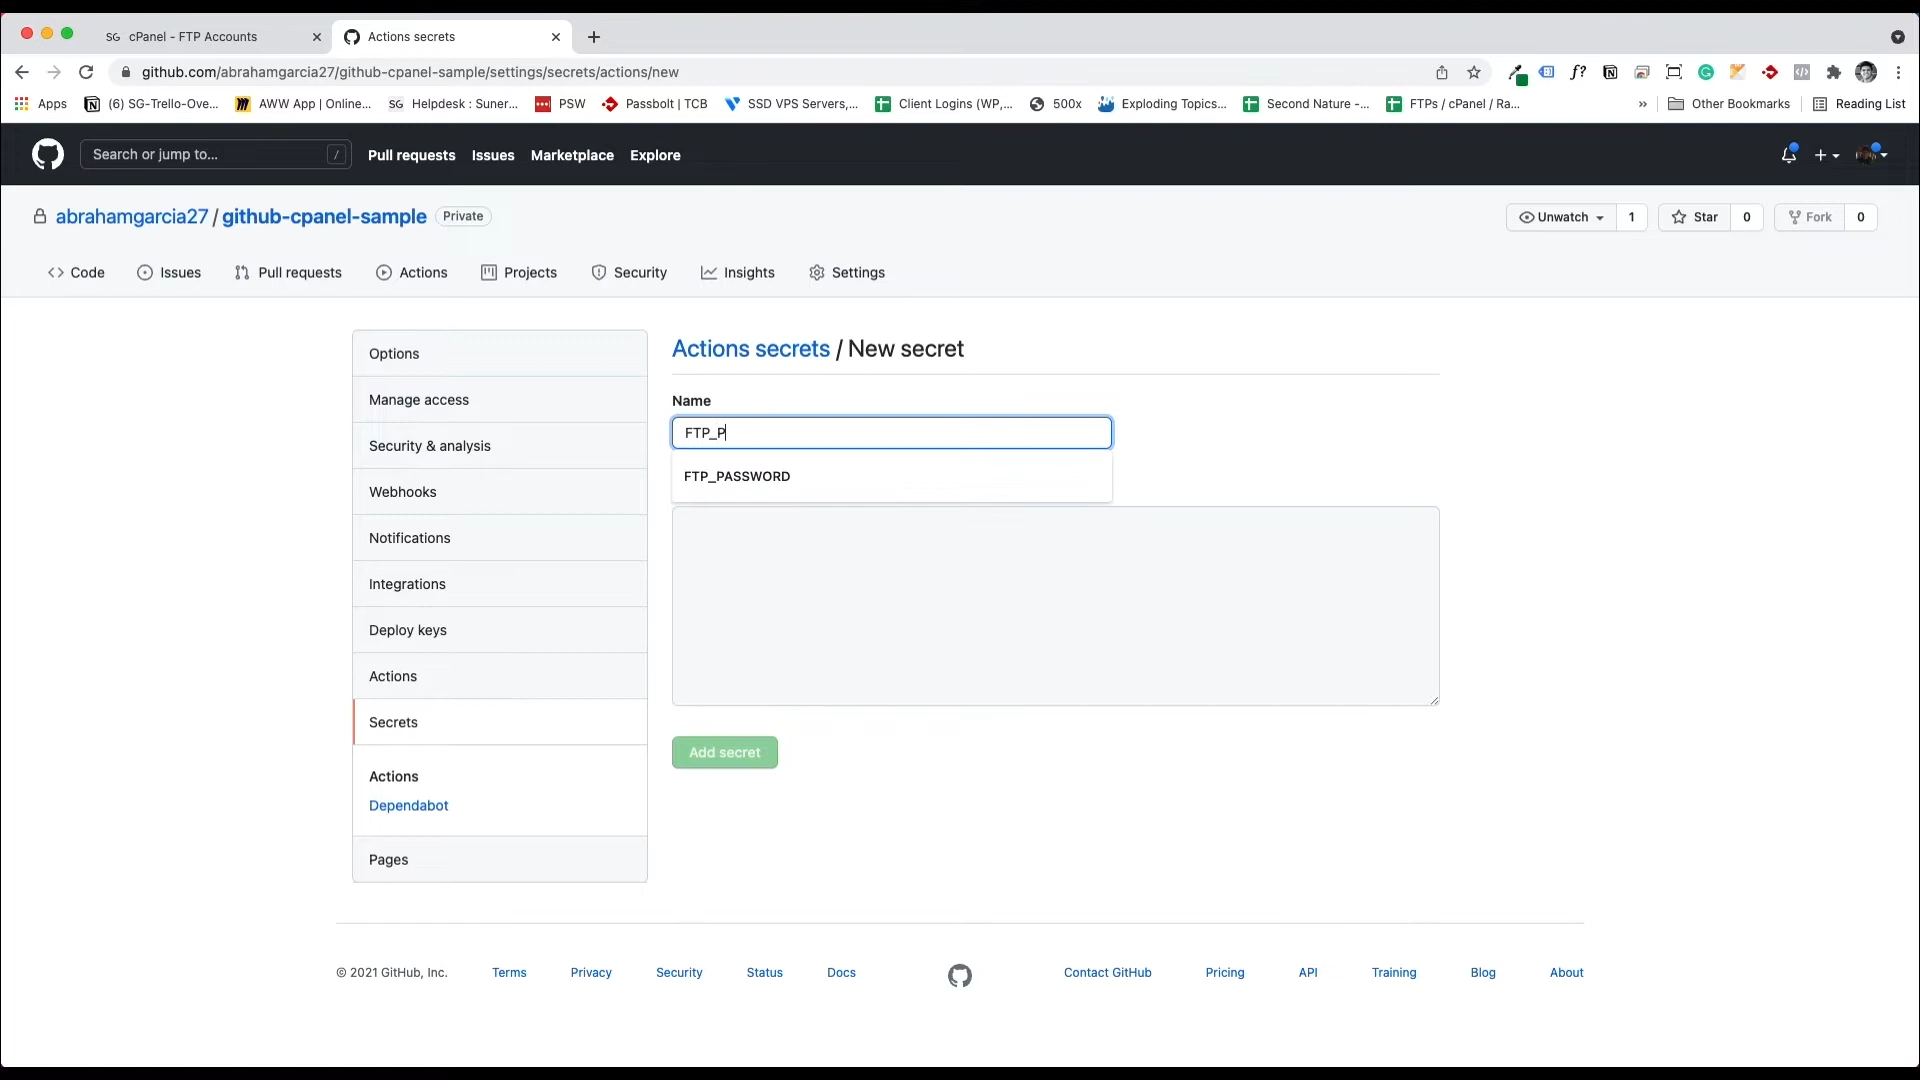 SG cPanel - FTP Accounts
Actions secrets
github.com/abrahamgarcia27/github-cpanel-sample/settings/secrets/actions/new
Apps (6) SG-Trello-Ove... AWW App | Online... SG Helpdesk : Suner... PSW Passbolt | TCB SSD VPS Servers,... Client Logins (WP,... 500x Exploding Topics... Second Nature -... FTPs / cPanel / Ra... » Other Bookmarks Reading List
Search or jump to... / Pull requests Issues Marketplace Explore
abrahamgarcia27 / github-cpanel-sample Private
Unwatch 1 Star 0 Fork 0
Code Issues Pull requests Actions Projects Security Insights Settings
Options
Manage access
Security & analysis
Webhooks
Notifications
Integrations
Deploy keys
Actions
Secrets
Actions
Dependabot
Pages
Actions secrets / New secret
Name
FTP_P
FTP_PASSWORD
Add secret
© 2021 GitHub, Inc. Terms Privacy Security Status Docs Contact GitHub Pricing API Training Blog About